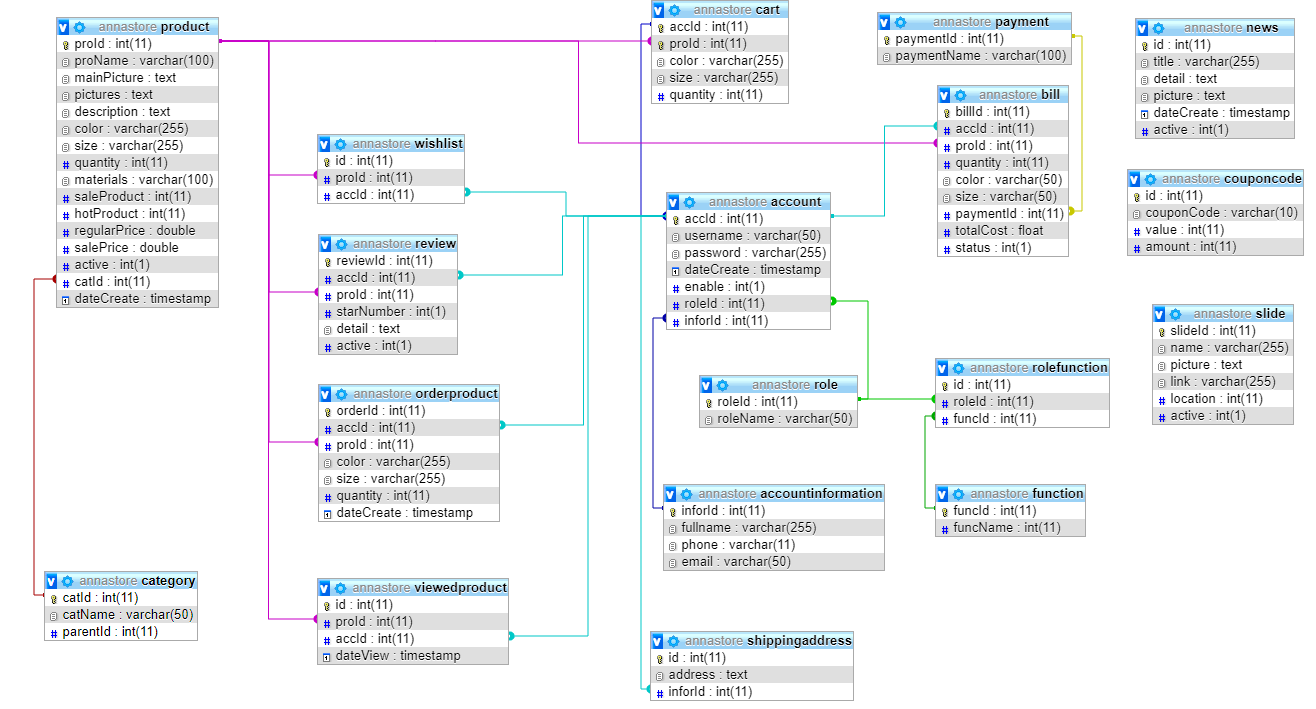 annastore product
proId : int(11)
proName : varchar(100)
mainPicture : text
pictures : text
description : text
color : varchar(255)
size : varchar(255)
quantity : int(11)
materials : varchar(100)
saleProduct : int(11)
hotProduct : int(11)
regularPrice : double
salePrice : double
active : int(1)
catId : int(11)
dateCreate : timestamp
annastore category
catId : int(11)
catName : varchar(50)
parentId : int(11)
annastore wishlist
id : int(11)
proId : int(11)
accId : int(11)
annastore review
reviewId : int(11)
accId : int(11)
proId : int(11)
starNumber : int(1)
detail : text
active : int(1)
annastore orderproduct
orderId : int(11)
accId : int(11)
proId : int(11)
color : varchar(255)
size : varchar(255)
quantity : int(11)
dateCreate : timestamp
annastore viewedproduct
id : int(11)
proId : int(11)
accId : int(11)
dateView : timestamp
annastore cart
accId : int(11)
proId : int(11)
color : varchar(255)
size : varchar(255)
quantity : int(11)
annastore account
accId : int(11)
username : varchar(50)
password : varchar(255)
dateCreate : timestamp
enable : int(1)
roleId : int(11)
inforId : int(11)
annastore role
roleId : int(11)
roleName : varchar(50)
annastore accountinformation
inforId : int(11)
fullname : varchar(255)
phone : varchar(11)
email : varchar(50)
annastore shippingaddress
id : int(11)
address : text
inforId : int(11)
annastore payment
paymentId : int(11)
paymentName : varchar(100)
annastore bill
billId : int(11)
accId : int(11)
proId : int(11)
quantity : int(11)
color : varchar(50)
size : varchar(50)
paymentId : int(11)
totalCost : float
status : int(1)
annastore rolefunction
id : int(11)
roleId : int(11)
funcId : int(11)
annastore function
funcId : int(11)
funcName : int(11)
annastore news
id : int(11)
title : varchar(255)
detail : text
picture : text
dateCreate : timestamp
active : int(1)
annastore couponcode
id : int(11)
couponCode : varchar(10)
value : int(11)
amount : int(11)
annastore slide
slideId : int(11)
name : varchar(255)
picture : text
link : varchar(255)
location : int(11)
active : int(1)